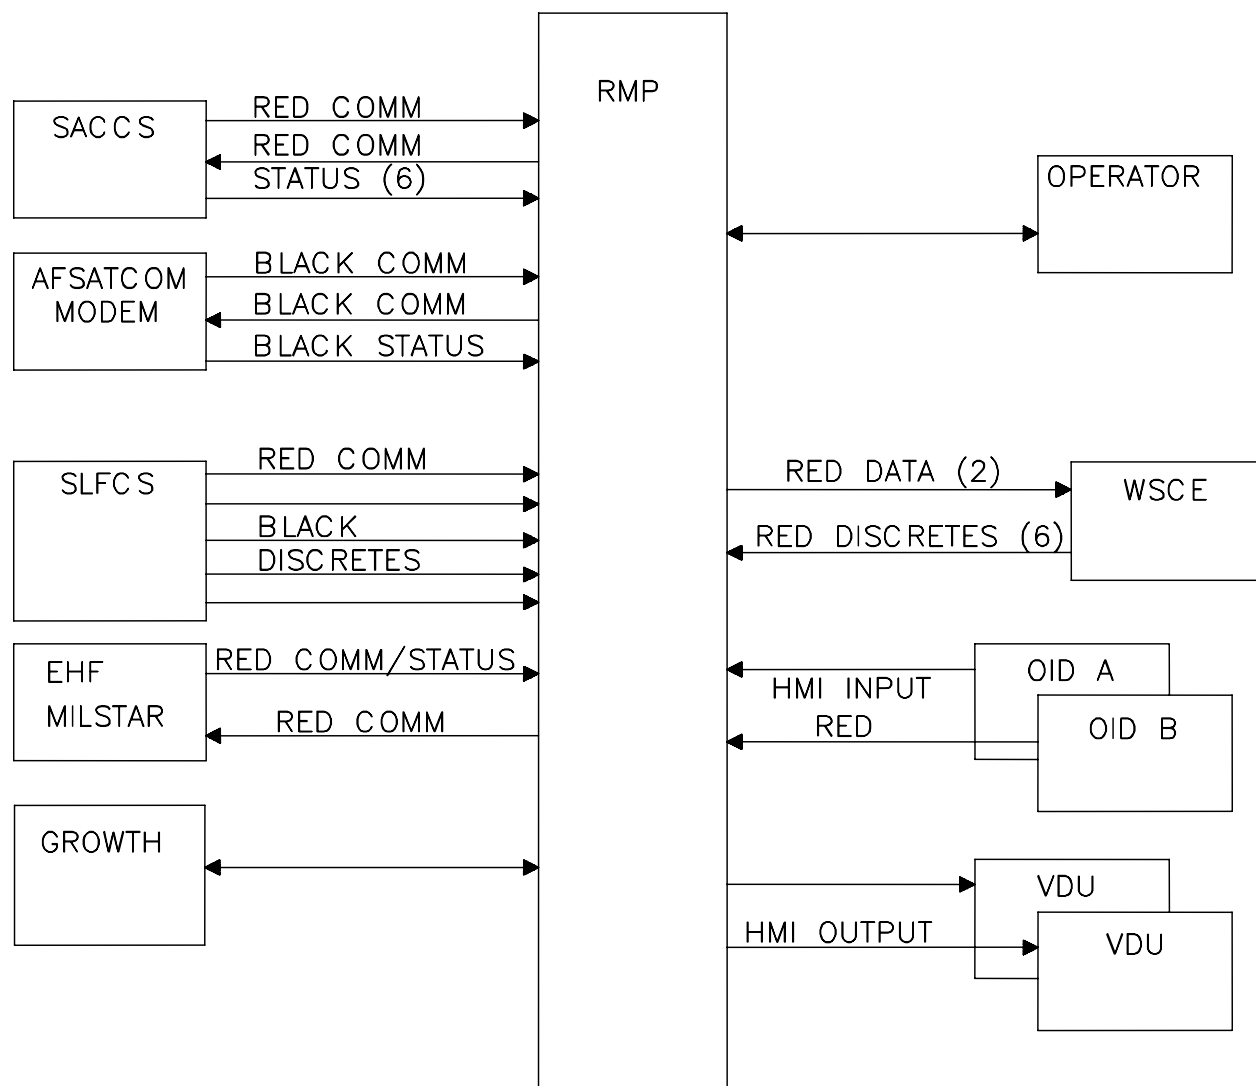 RMP
SACCS
RED COMM
RED COMM
STATUS (6)
AFSATCOM
MODEM
BLACK COMM
BLACK COMM
BLACK STATUS
SLFCS
RED COMM
BLACK
DISCRETES
EHF
MILSTAR
RED COMM/STATUS
RED COMM
GROWTH
OPERATOR
RED DATA (2)
WSCE
RED DISCRETES (6)
OID A
HMI INPUT
RED
OID B
VDU
HMI OUTPUT
VDU